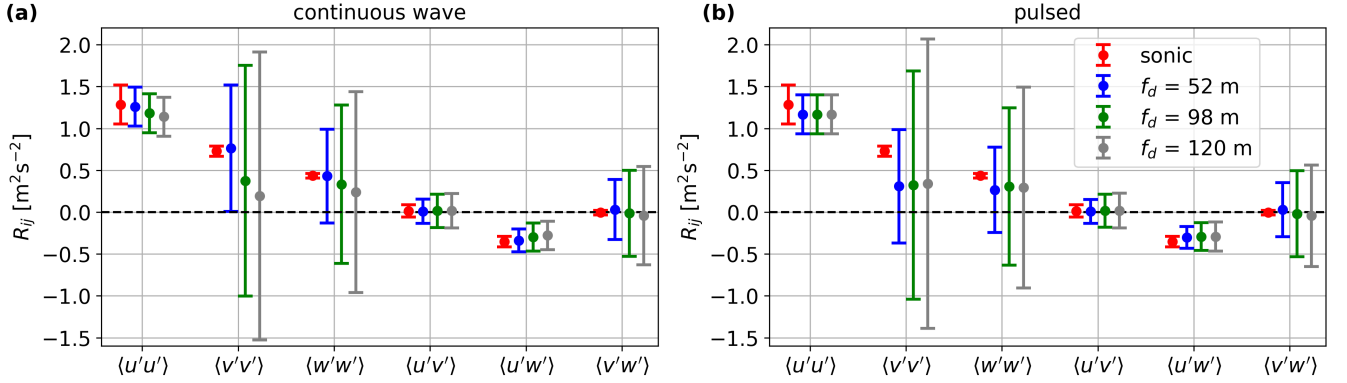 (a) continuous wave
R_ij [m²s⁻²]
2.0
1.5
1.0
0.5
0.0
−0.5
−1.0
−1.5
⟨u′u′⟩ ⟨v′v′⟩ ⟨w′w′⟩ ⟨u′v′⟩ ⟨u′w′⟩ ⟨v′w′⟩
(b) pulsed
R_ij [m²s⁻²]
2.0
1.5
1.0
0.5
0.0
−0.5
−1.0
−1.5
sonic
f_d = 52 m
f_d = 98 m
f_d = 120 m
⟨u′u′⟩ ⟨v′v′⟩ ⟨w′w′⟩ ⟨u′v′⟩ ⟨u′w′⟩ ⟨v′w′⟩